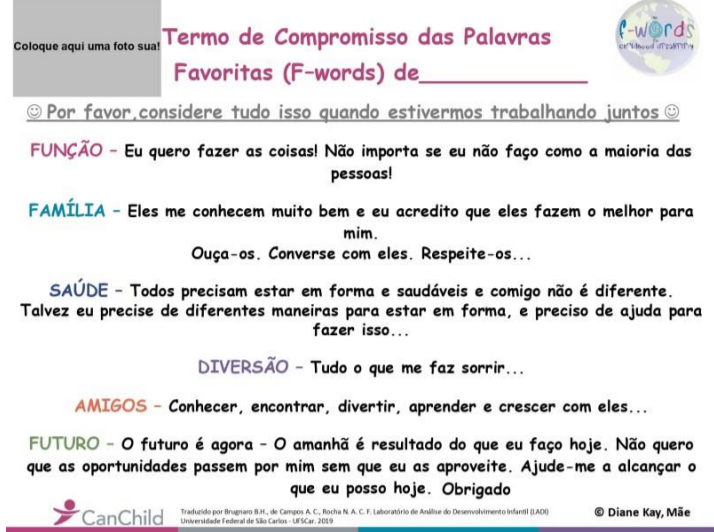 Coloque aqui uma foto sua!
Termo de Compromisso das Palavras
Favoritas (F-words) de_____________
f-words
childhood disability
☺ Por favor,considere tudo isso quando estivermos trabalhando juntos ☺
FUNÇÃO - Eu quero fazer as coisas! Não importa se eu não faço como a maioria das
pessoas!
FAMÍLIA - Eles me conhecem muito bem e eu acredito que eles fazem o melhor para
mim.
Ouça-os. Converse com eles. Respeite-os...
SAÚDE - Todos precisam estar em forma e saudáveis e comigo não é diferente.
Talvez eu precise de diferentes maneiras para estar em forma, e preciso de ajuda para
fazer isso...
DIVERSÃO - Tudo o que me faz sorrir...
AMIGOS - Conhecer, encontrar, divertir, aprender e crescer com eles...
FUTURO - O futuro é agora - O amanhã é resultado do que eu faço hoje. Não quero
que as oportunidades passem por mim sem que eu as aproveite. Ajude-me a alcançar o
que eu posso hoje. Obrigado
CanChild
Traduzido por Brugnaro B.H., de Campos A. C., Rocha N. A. C. F. Laboratório de Análise do Desenvolvimento Infantil (LADI)
Universidade Federal de São Carlos - UFSCar. 2019
© Diane Kay, Mãe